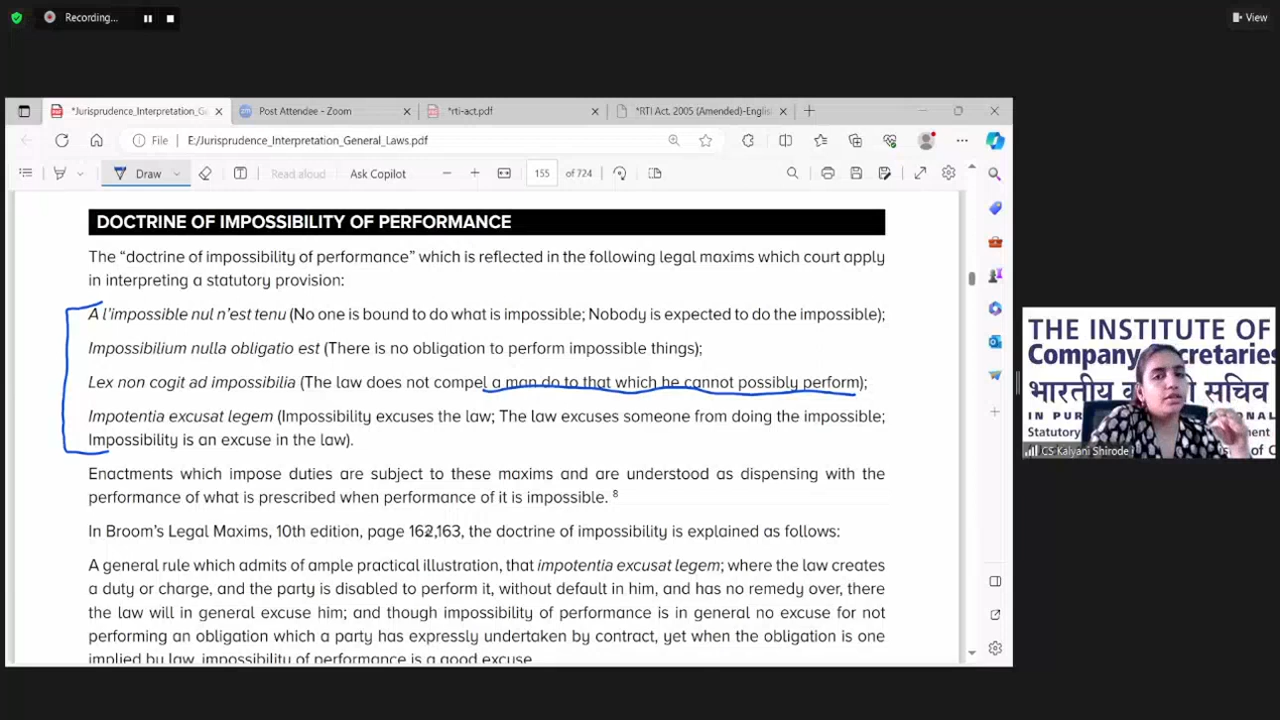 Recording...
View
*Jurisprudence_Interpretation_Ge
Post Attendee - Zoom
*rti-act.pdf
*RTI Act, 2005 (Amended)-Englis
File
E:/Jurisprudence_Interpretation_General_Laws.pdf
Draw
Read aloud
Ask Copilot
155
of 724
DOCTRINE OF IMPOSSIBILITY OF PERFORMANCE
The “doctrine of impossibility of performance” which is reflected in the following legal maxims which court apply
in interpreting a statutory provision:
A l’impossible nul n’est tenu (No one is bound to do what is impossible; Nobody is expected to do the impossible);
Impossibilium nulla obligatio est (There is no obligation to perform impossible things);
Lex non cogit ad impossibilia (The law does not compel a man do to that which he cannot possibly perform);
Impotentia excusat legem (Impossibility excuses the law; The law excuses someone from doing the impossible;
Impossibility is an excuse in the law).
Enactments which impose duties are subject to these maxims and are understood as dispensing with the
performance of what is prescribed when performance of it is impossible. 8
In Broom’s Legal Maxims, 10th edition, page 162,163, the doctrine of impossibility is explained as follows:
A general rule which admits of ample practical illustration, that impotentia excusat legem; where the law creates
a duty or charge, and the party is disabled to perform it, without default in him, and has no remedy over, there
the law will in general excuse him; and though impossibility of performance is in general no excuse for not
performing an obligation which a party has expressly undertaken by contract, yet when the obligation is one
implied by law, impossibility of performance is a good excuse
THE INSTITUTE OF
Company Secretaries
भारतीय सचिव
IN PUR
Statutory
CS Kalyani Shirode